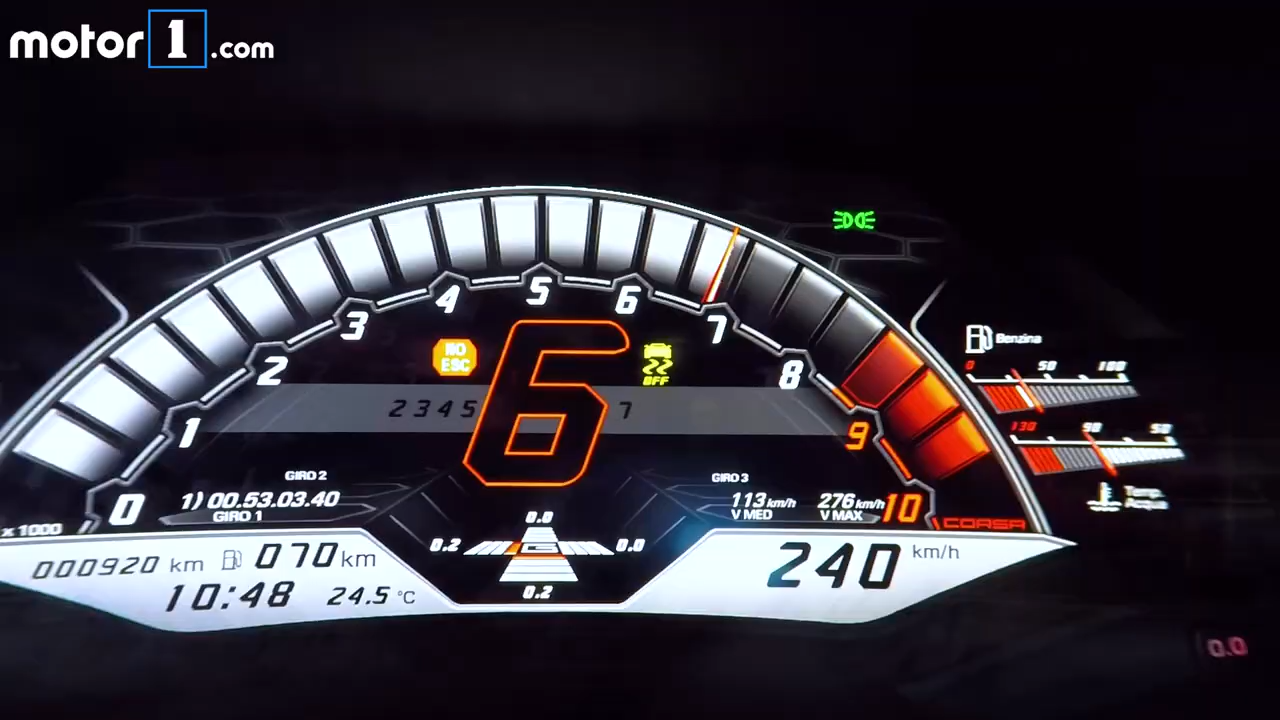 motor1.com
0 1 2 3 4 5 6 7 8 9 10
x 1000
NO ESC
OFF
2 3 4 5 6 7
GIRO 2
1) 00.53.03.40
GIRO 1
GIRO 3
113 km/h 276 km/h
V MED V MAX
CORSA
0.0
0.2 G 0.0
0.2
000920 km 070 km
10:48 24.5 °C
240 km/h
Benzina
0 50 100
130 90 50
Temp.
Acqua
0.0